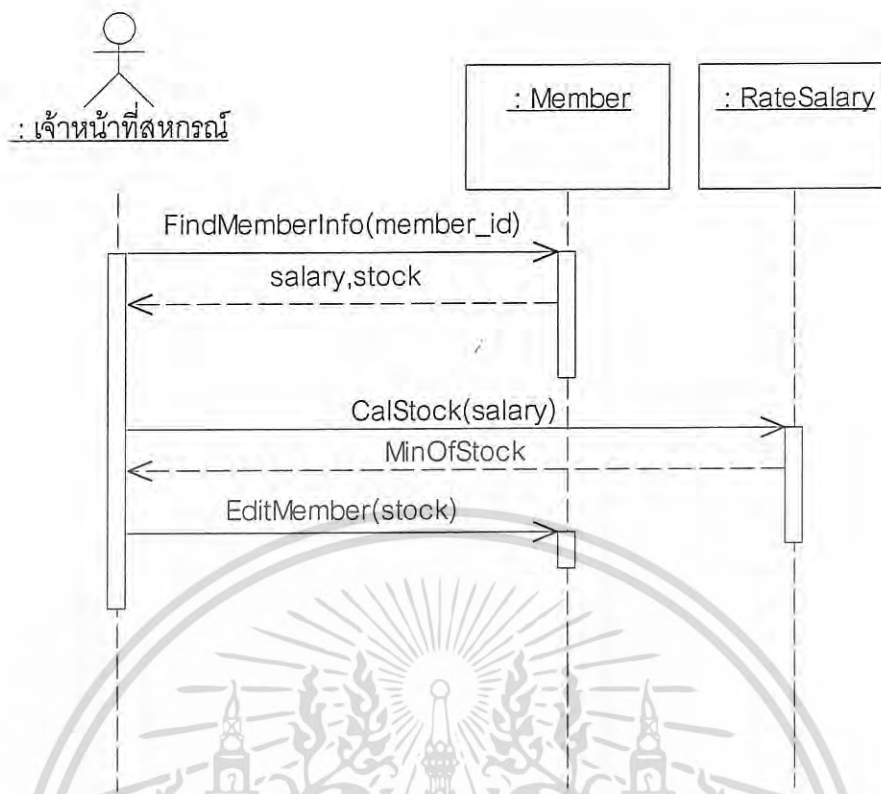 : เจ้าหน้าที่สหกรณ์
: Member
: RateSalary
FindMemberInfo(member_id)
salary,stock
CalStock(salary)
MinOfStock
EditMember(stock)